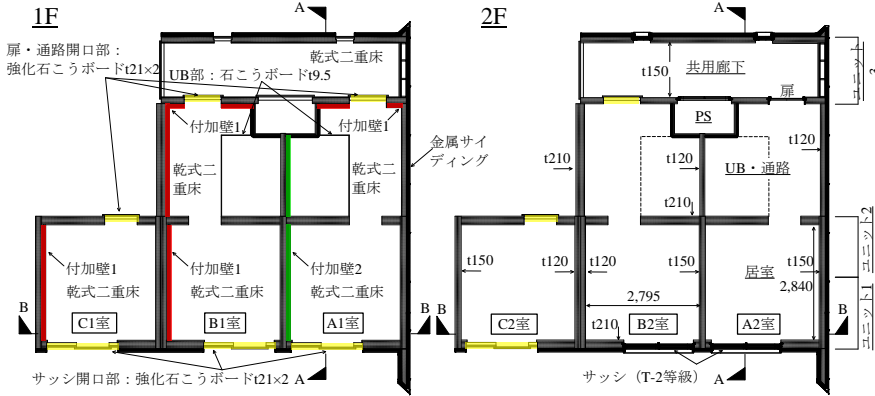 1F
A
扉・通路開口部：
強化石こうボードt21×2
乾式二重床
UB部：石こうボードt9.5
付加壁1
付加壁1
金属サイ
ディング
乾式二
重床
乾式二
重床
付加壁1
付加壁1
付加壁2
乾式二重床
乾式二重床
乾式二重床
B
B
C1室
B1室
A1室
サッシ開口部：強化石こうボードt21×2
A
2F
A
t150
共用廊下
扉
PS
t120
t210
t120
UB・通路
t210
t150
t120
t120
t150
居室
t150
2,840
2,795
B
B
t210
C2室
B2室
A2室
サッシ（T-2等級）
A
ユニット3
ユニット2
ユニット1